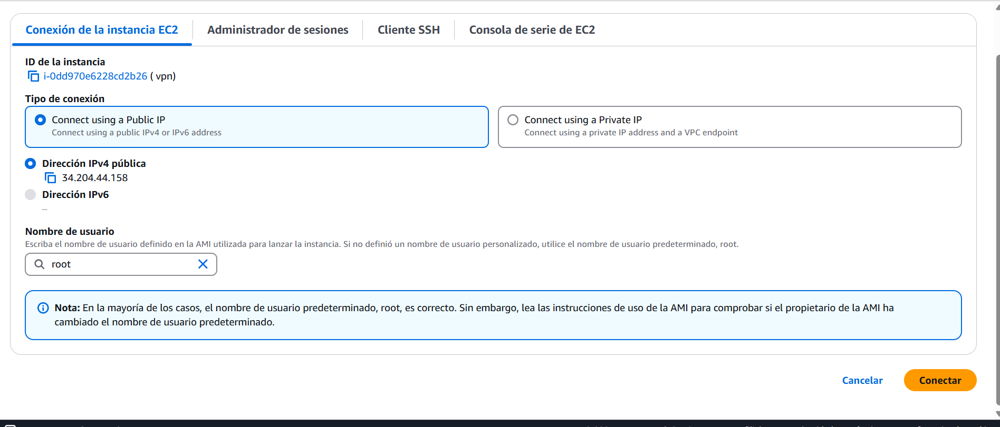 Conexión de la instancia EC2
Administrador de sesiones
Cliente SSH
Consola de serie de EC2
ID de la instancia
i-0dd970e6228cd2b26 ( vpn)
Tipo de conexión
Connect using a Public IP
Connect using a public IPv4 or IPv6 address
Connect using a Private IP
Connect using a private IP address and a VPC endpoint
Dirección IPv4 pública
34.204.44.158
Dirección IPv6
–
Nombre de usuario
Escriba el nombre de usuario definido en la AMI utilizada para lanzar la instancia. Si no definió un nombre de usuario personalizado, utilice el nombre de usuario predeterminado, root.
root
Nota: En la mayoría de los casos, el nombre de usuario predeterminado, root, es correcto. Sin embargo, lea las instrucciones de uso de la AMI para comprobar si el propietario de la AMI ha
cambiado el nombre de usuario predeterminado.
Cancelar
Conectar